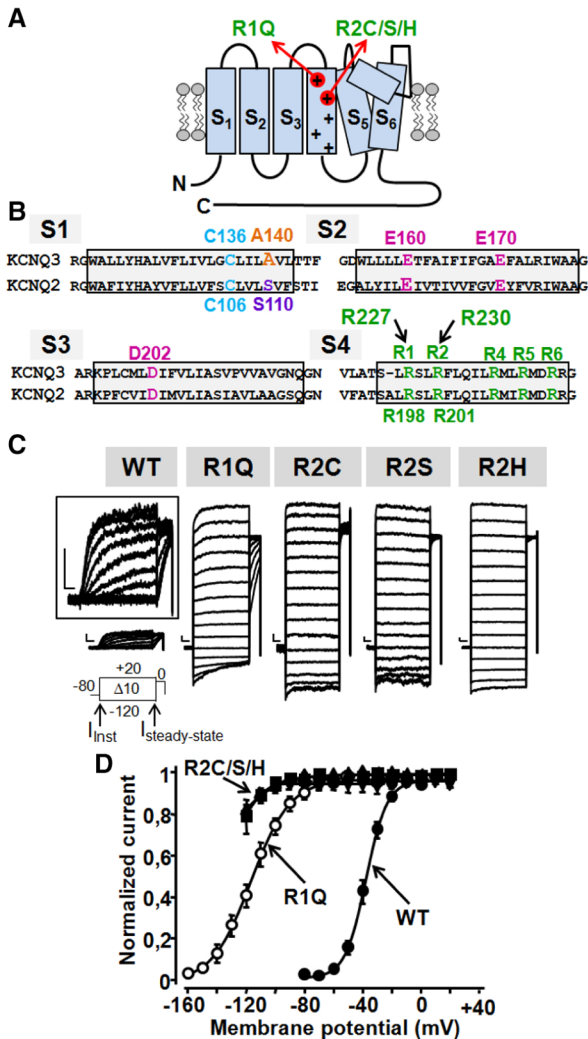 A
R1Q R2C/S/H
S1 S2 S3 S5 S6
+ + + + +
N
C
B
S1 C136 A140 S2 E160 E170
KCNQ3 RGWALLYHALVFLIVLGCLILAVLTTF GDWLLLLETFAIFIFGAEFALRIWAAG
KCNQ2 RGWAFIYHAYVFLLVFSCLVLSVFSTI EGALYILEIVTIVVFGVEYFVRIWAAG
C106 S110
R227 R230
S3 D202 S4 R1 R2 R4 R5 R6
KCNQ3 ARKPLCMLDIFVLIASVPVVAVGNQGN VLATS-LRSLRFLQILRMLRMDRRG
KCNQ2 ARKPFCVIDIMVLIASIAVLAAGSQGN VFATSALRSLRFLQILRMIRMDRRG
R198 R201
C
WT R1Q R2C R2S R2H
+20 0
-80 Δ10
-120
IInst Isteady-state
D
R2C/S/H
R1Q
WT
Normalized current
1
0,8
0,6
0,4
0,2
0
-160 -120 -80 -40 0 +40
Membrane potential (mV)